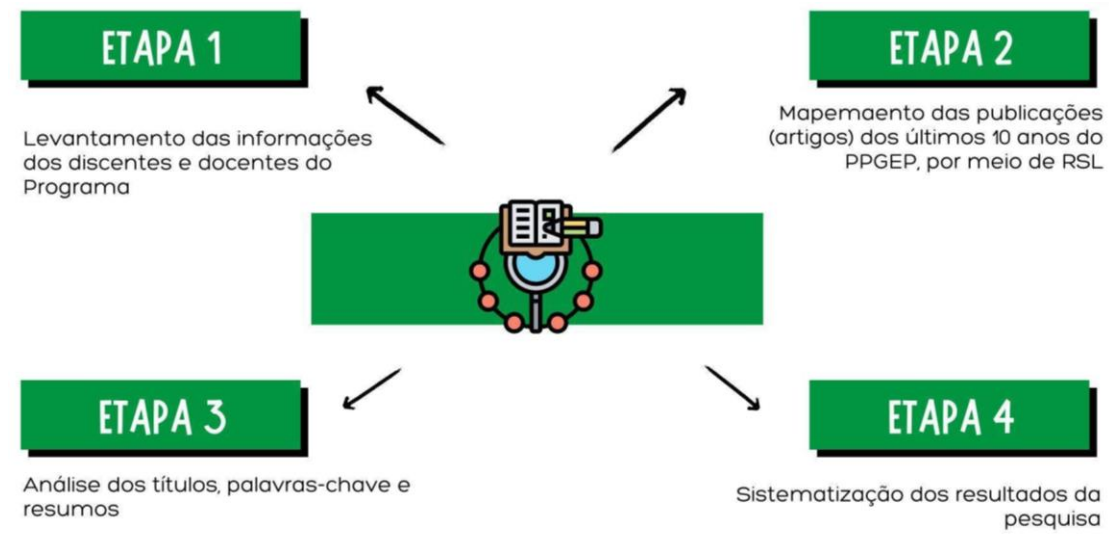 ETAPA 1
Levantamento das informações
dos discentes e docentes do
Programa
ETAPA 2
Mapemaento das publicações
(artigos) dos últimos 10 anos do
PPGEP, por meio de RSL
ETAPA 3
Análise dos títulos, palavras-chave e
resumos
ETAPA 4
Sistematização dos resultados da
pesquisa